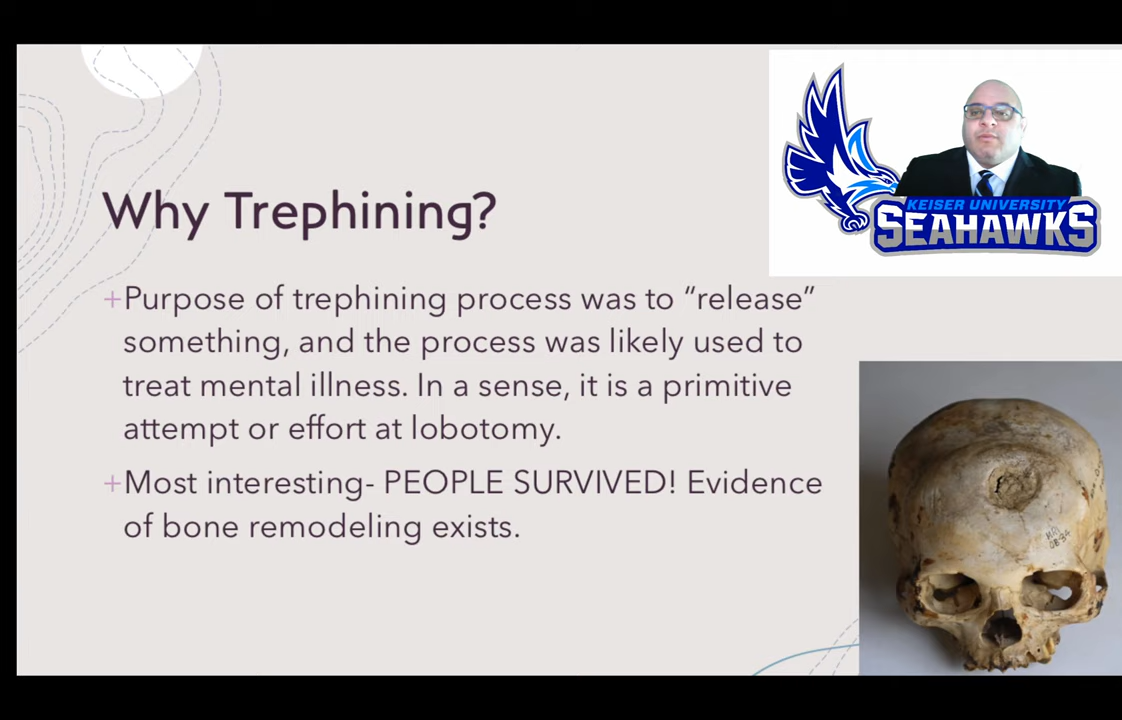 KEISER UNIVERSITY
SEAHAWKS
Why Trephining?
+Purpose of trephining process was to “release”
something, and the process was likely used to
treat mental illness. In a sense, it is a primitive
attempt or effort at lobotomy.
+Most interesting- PEOPLE SURVIVED! Evidence
of bone remodeling exists.